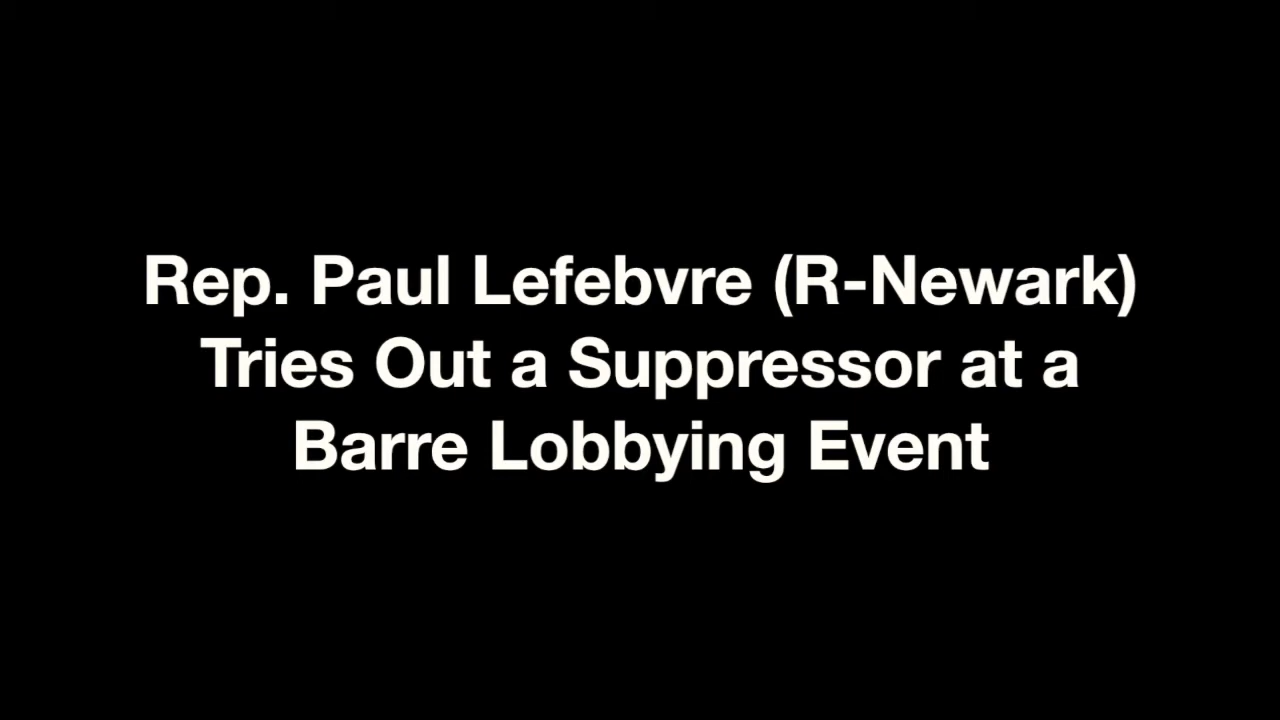 Rep. Paul Lefebvre (R-Newark)
Tries Out a Suppressor at a
Barre Lobbying Event